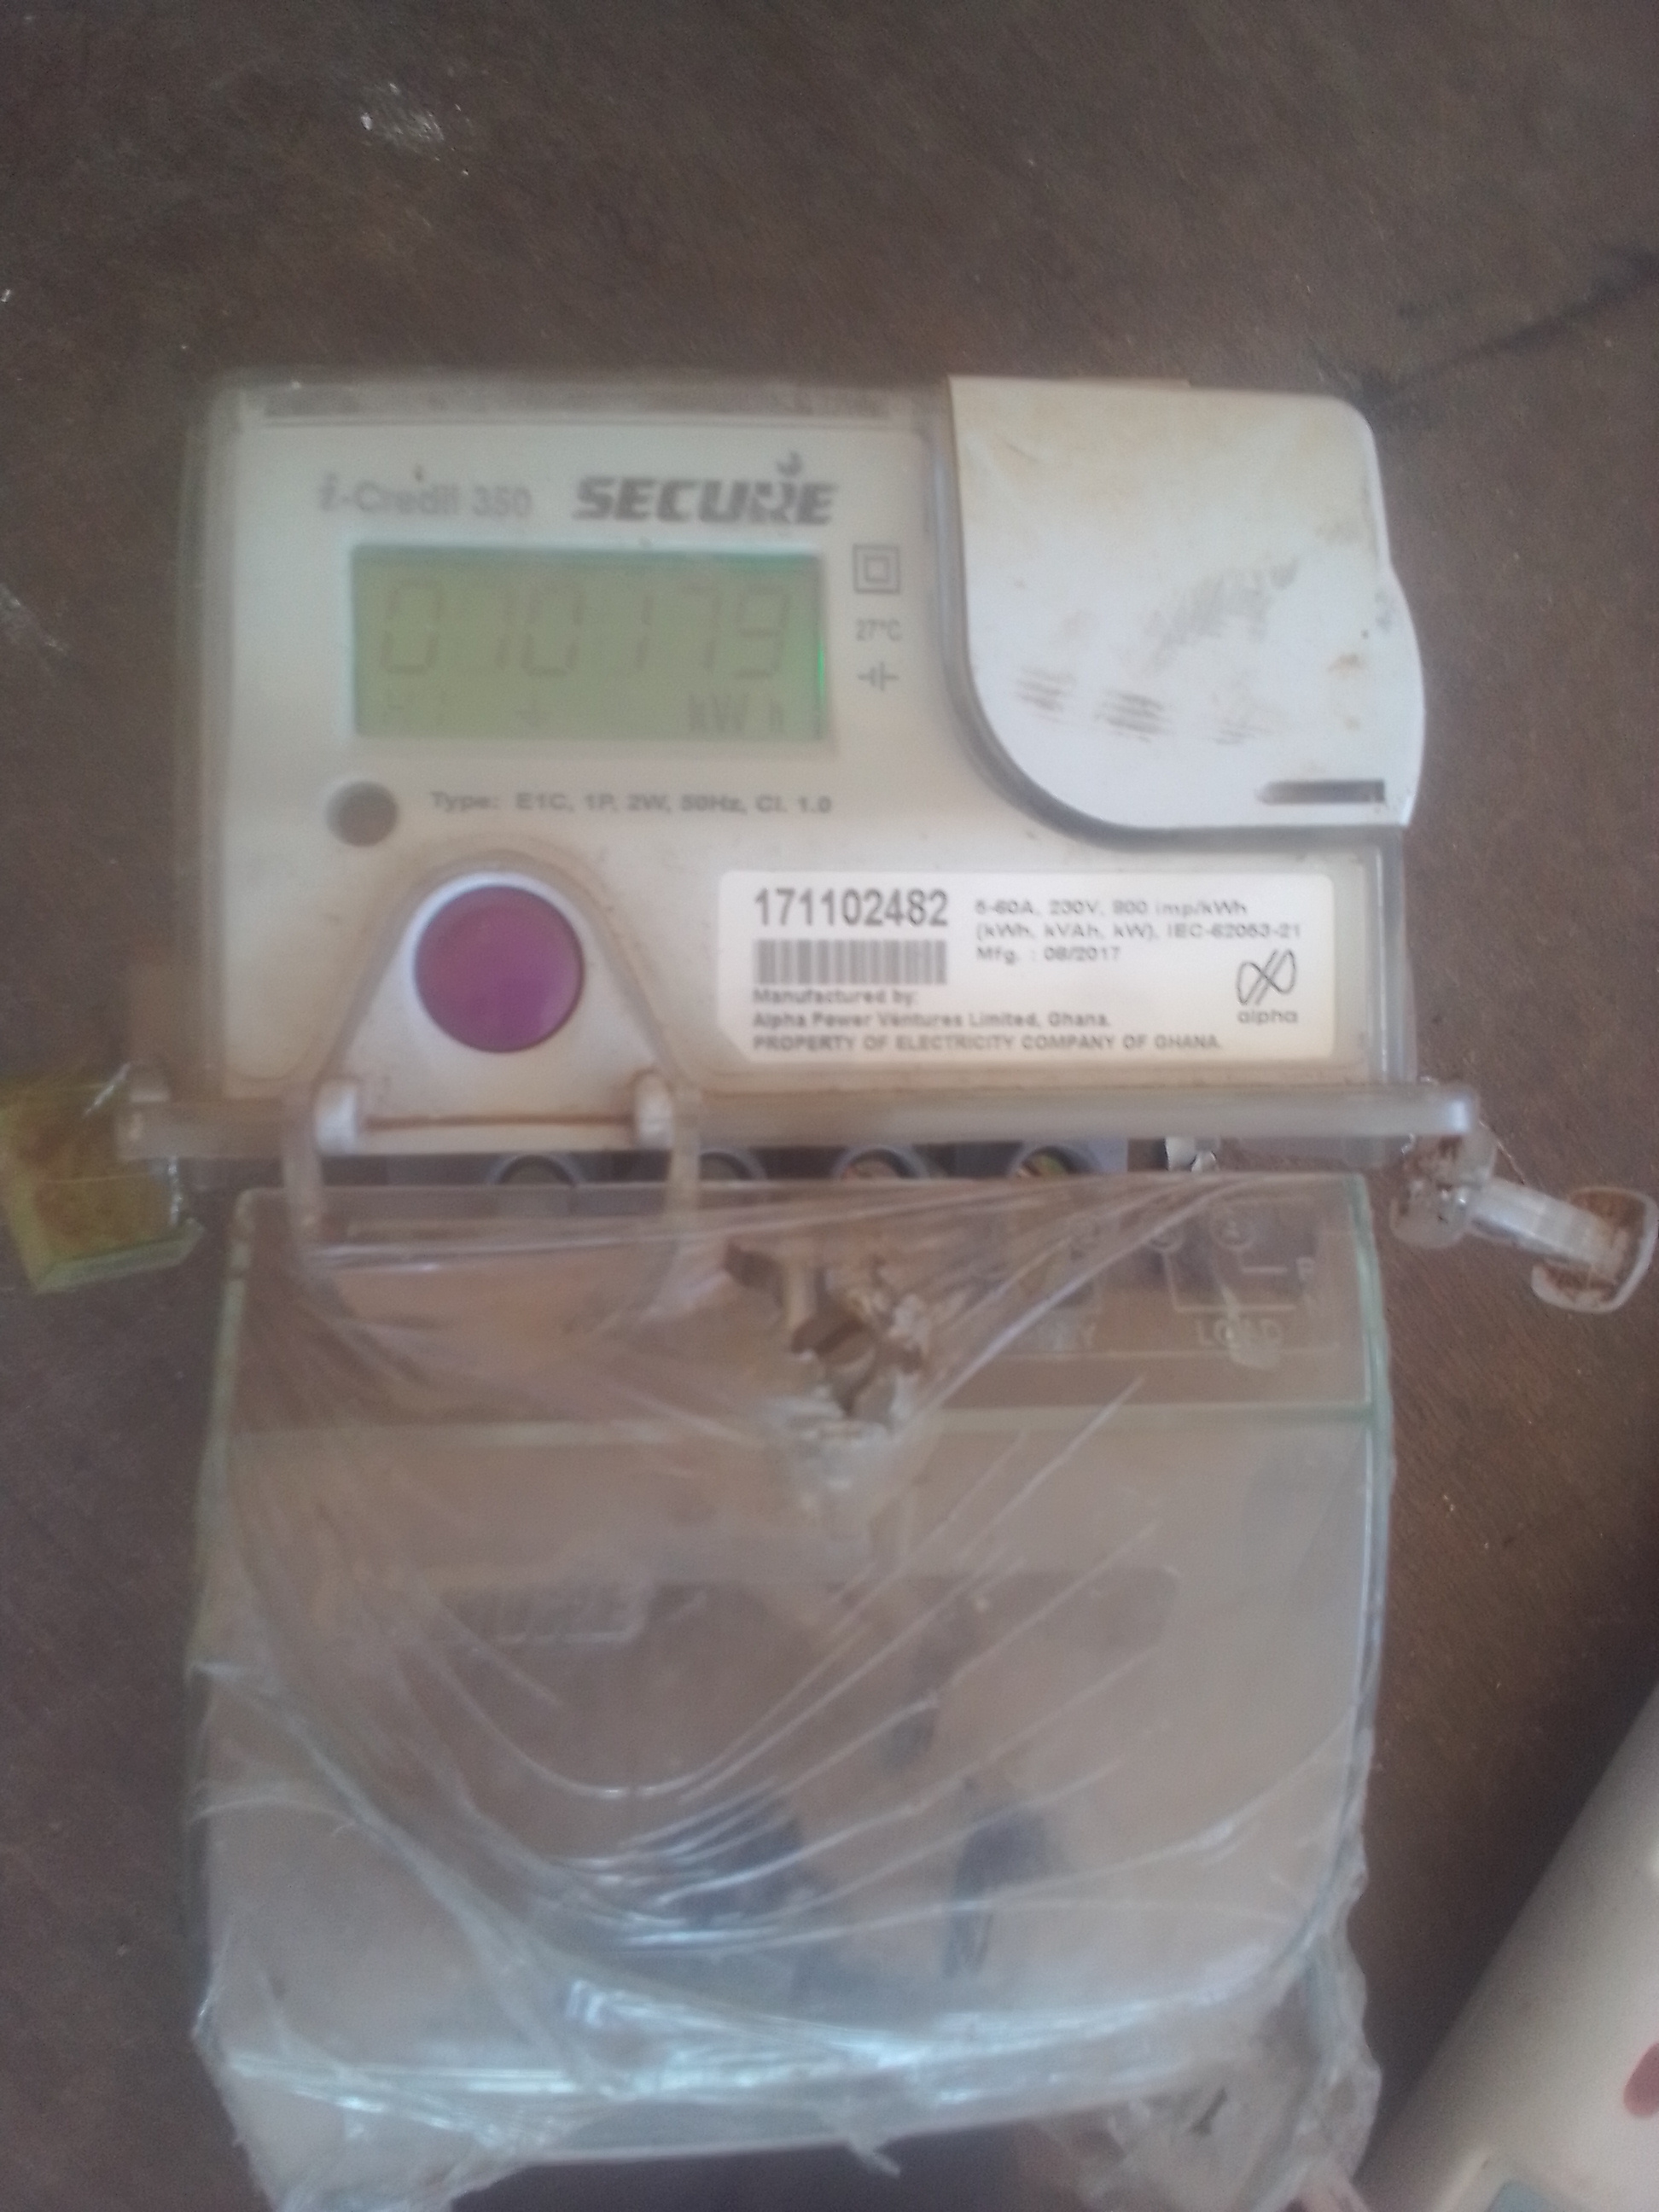 i-Credit 350 SECURE
27°C
kWh
Type: E1C, 1P, 2W, 50Hz, Cl. 1.0
171102482
5-60A, 230V, 800 imp/kWh
(kWh, kVAh, kW), IEC-62053-21
Mfg. : 08/2017
Manufactured by:
Alpha Power Ventures Limited, Ghana.
PROPERTY OF ELECTRICITY COMPANY OF GHANA.
alpha
LOAD